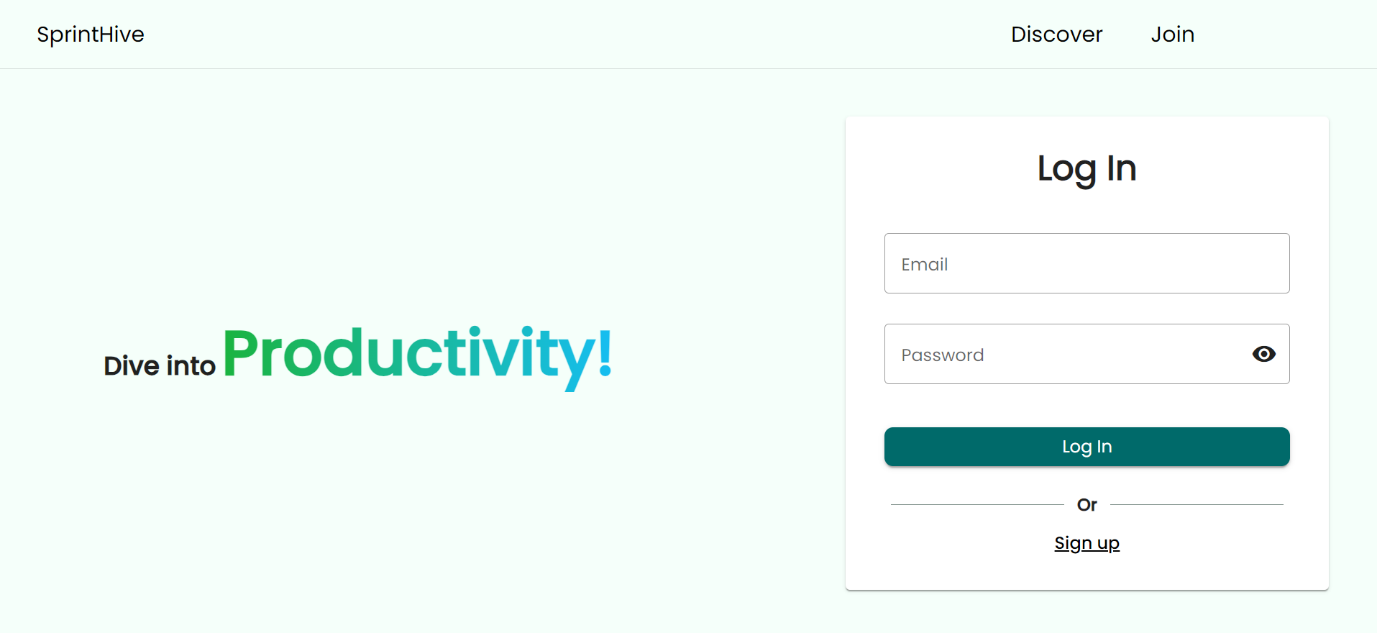 SprintHive
Discover
Join
Dive into Productivity!
Log In
Email
Password
Log In
Or
Sign up